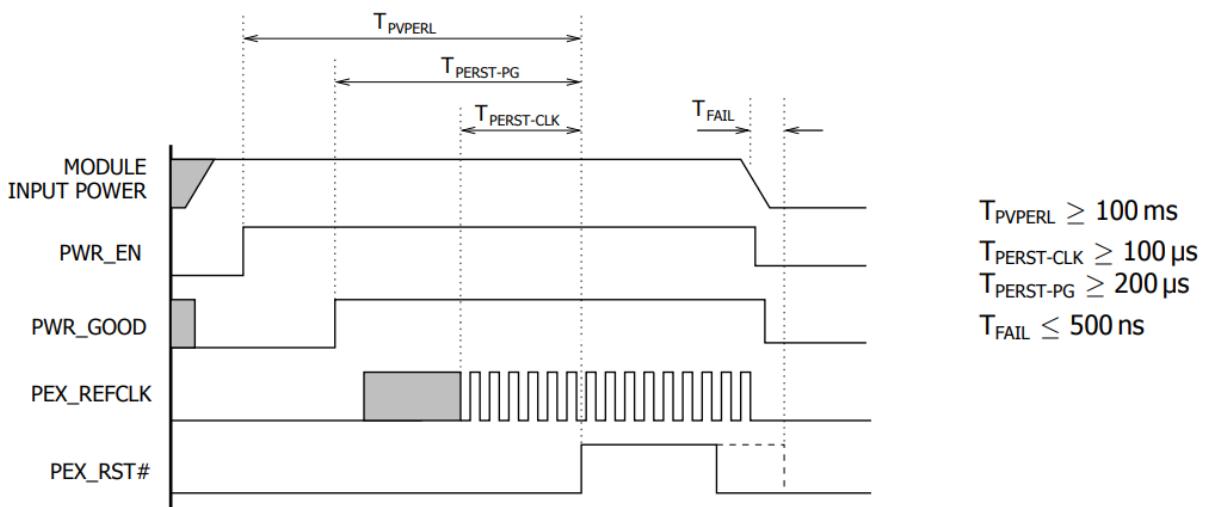 TPVPERL
TPERST-PG
TPERST-CLK
TFAIL
MODULE
INPUT POWER
PWR_EN
PWR_GOOD
PEX_REFCLK
PEX_RST#
TPVPERL ≥ 100 ms
TPERST-CLK ≥ 100 µs
TPERST-PG ≥ 200 µs
TFAIL ≤ 500 ns